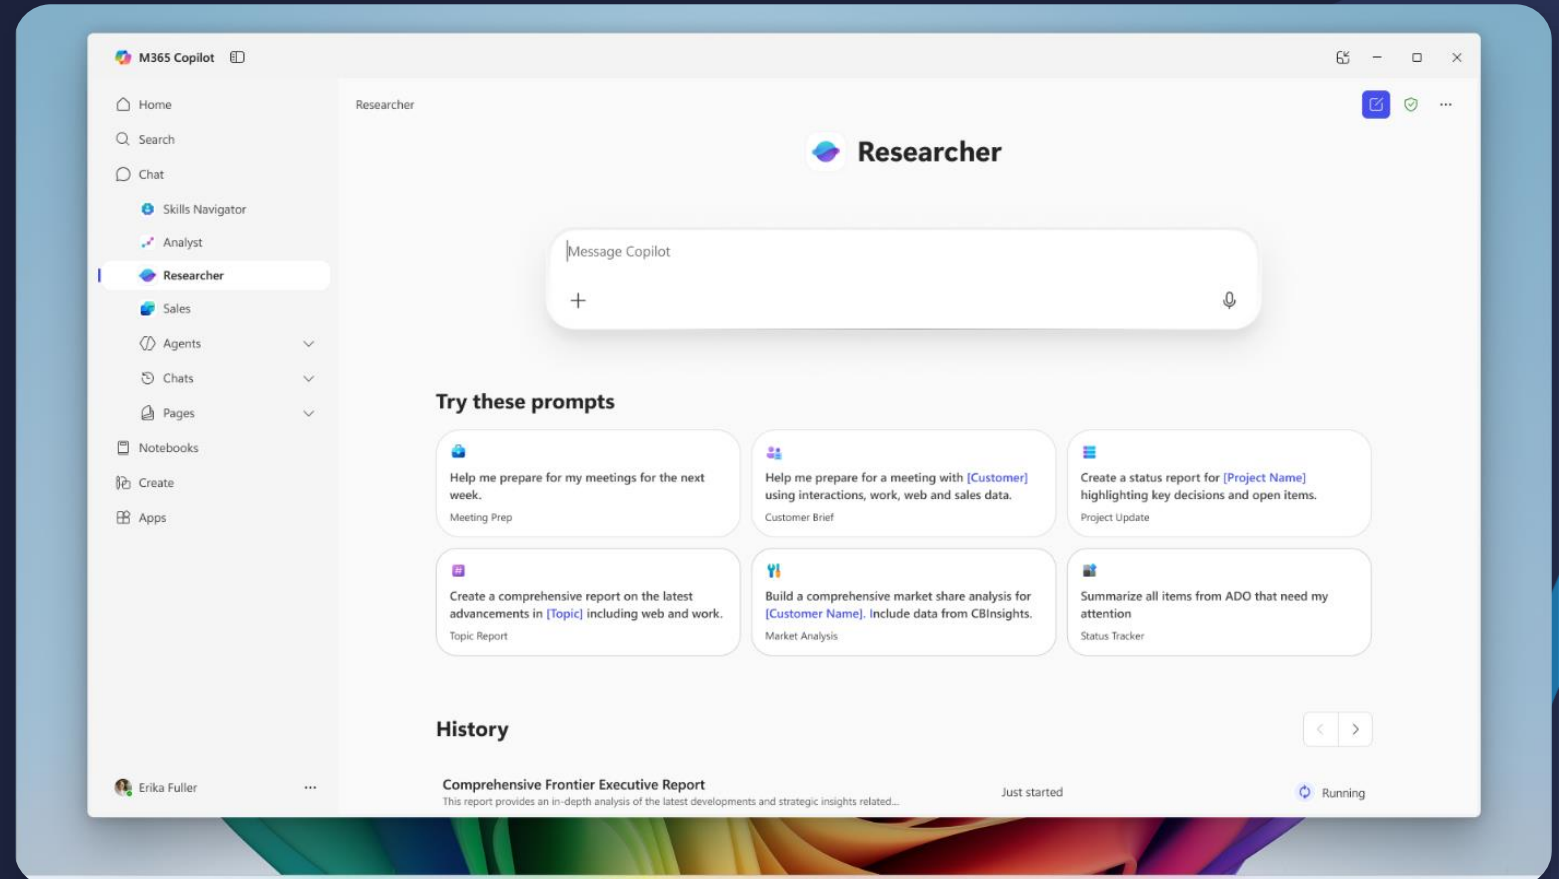 M365 Copilot
Home
Search
Chat
Skills Navigator
Analyst
Researcher
Sales
Agents
Chats
Pages
Notebooks
Create
Apps
Erika Fuller
Researcher
Researcher
Message Copilot
Try these prompts
Help me prepare for my meetings for the next
week.
Meeting Prep
Help me prepare for a meeting with [Customer]
using interactions, work, web and sales data.
Customer Brief
Create a status report for [Project Name]
highlighting key decisions and open items.
Project Update
Create a comprehensive report on the latest
advancements in [Topic] including web and work.
Topic Report
Build a comprehensive market share analysis for
[Customer Name]. Include data from CBInsights.
Market Analysis
Summarize all items from ADO that need my
attention
Status Tracker
History
Comprehensive Frontier Executive Report
This report provides an in-depth analysis of the latest developments and strategic insights related...
Just started
Running